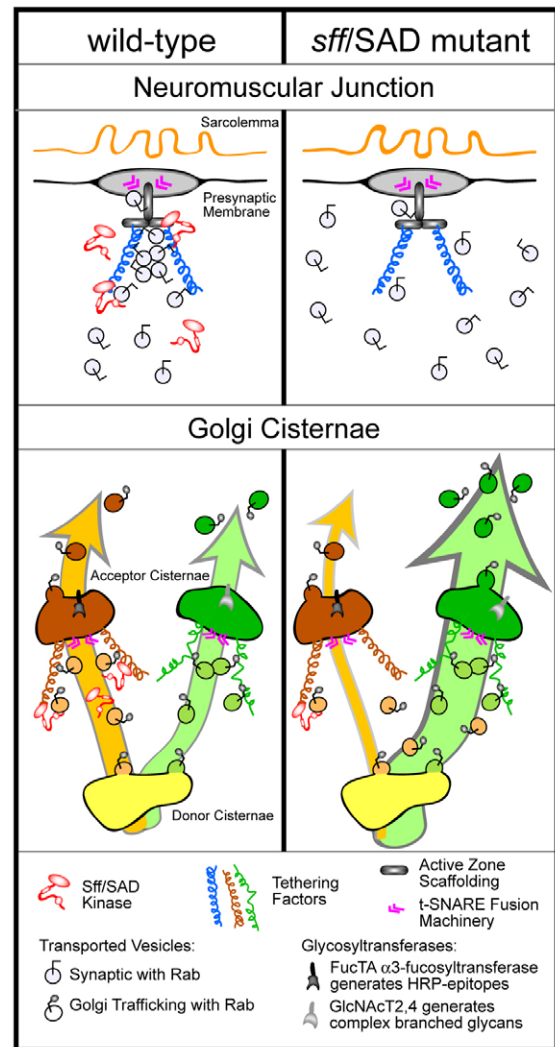 wild-type
sff/SAD mutant
Neuromuscular Junction
Sarcolemma
Presynaptic
Membrane
Golgi Cisternae
Acceptor Cisternae
Donor Cisternae
Sff/SAD
Kinase
Tethering
Factors
Active Zone
Scaffolding
t-SNARE Fusion
Machinery
Transported Vesicles:
Synaptic with Rab
Golgi Trafficking with Rab
Glycosyltransferases:
FucTA α3-fucosyltransferase
generates HRP-epitopes
GlcNAcT2,4 generates
complex branched glycans